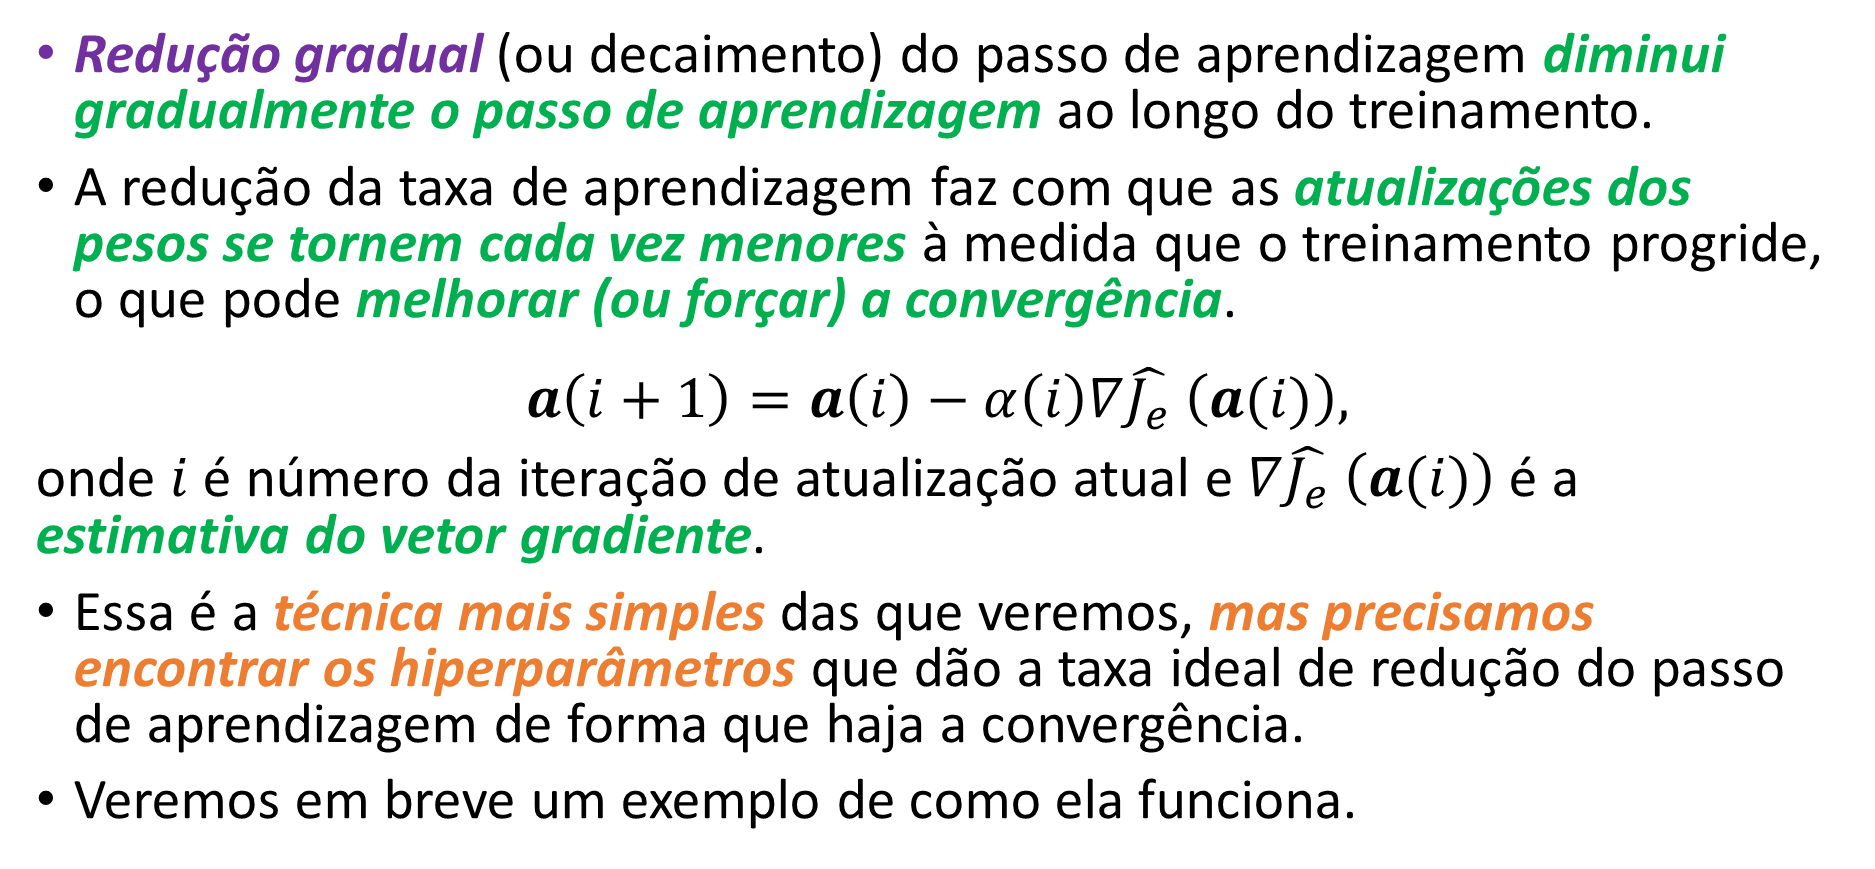 • Redução gradual (ou decaimento) do passo de aprendizagem diminui
gradualmente o passo de aprendizagem ao longo do treinamento.
• A redução da taxa de aprendizagem faz com que as atualizações dos
pesos se tornem cada vez menores à medida que o treinamento progride,
o que pode melhorar (ou forçar) a convergência.
𝒂(𝑖 + 1) = 𝒂(𝑖) − 𝛼(𝑖)∇Ĵₑ (𝒂(𝑖)),
onde 𝑖 é número da iteração de atualização atual e ∇Ĵₑ (𝒂(𝑖)) é a
estimativa do vetor gradiente.
• Essa é a técnica mais simples das que veremos, mas precisamos
encontrar os hiperparâmetros que dão a taxa ideal de redução do passo
de aprendizagem de forma que haja a convergência.
• Veremos em breve um exemplo de como ela funciona.